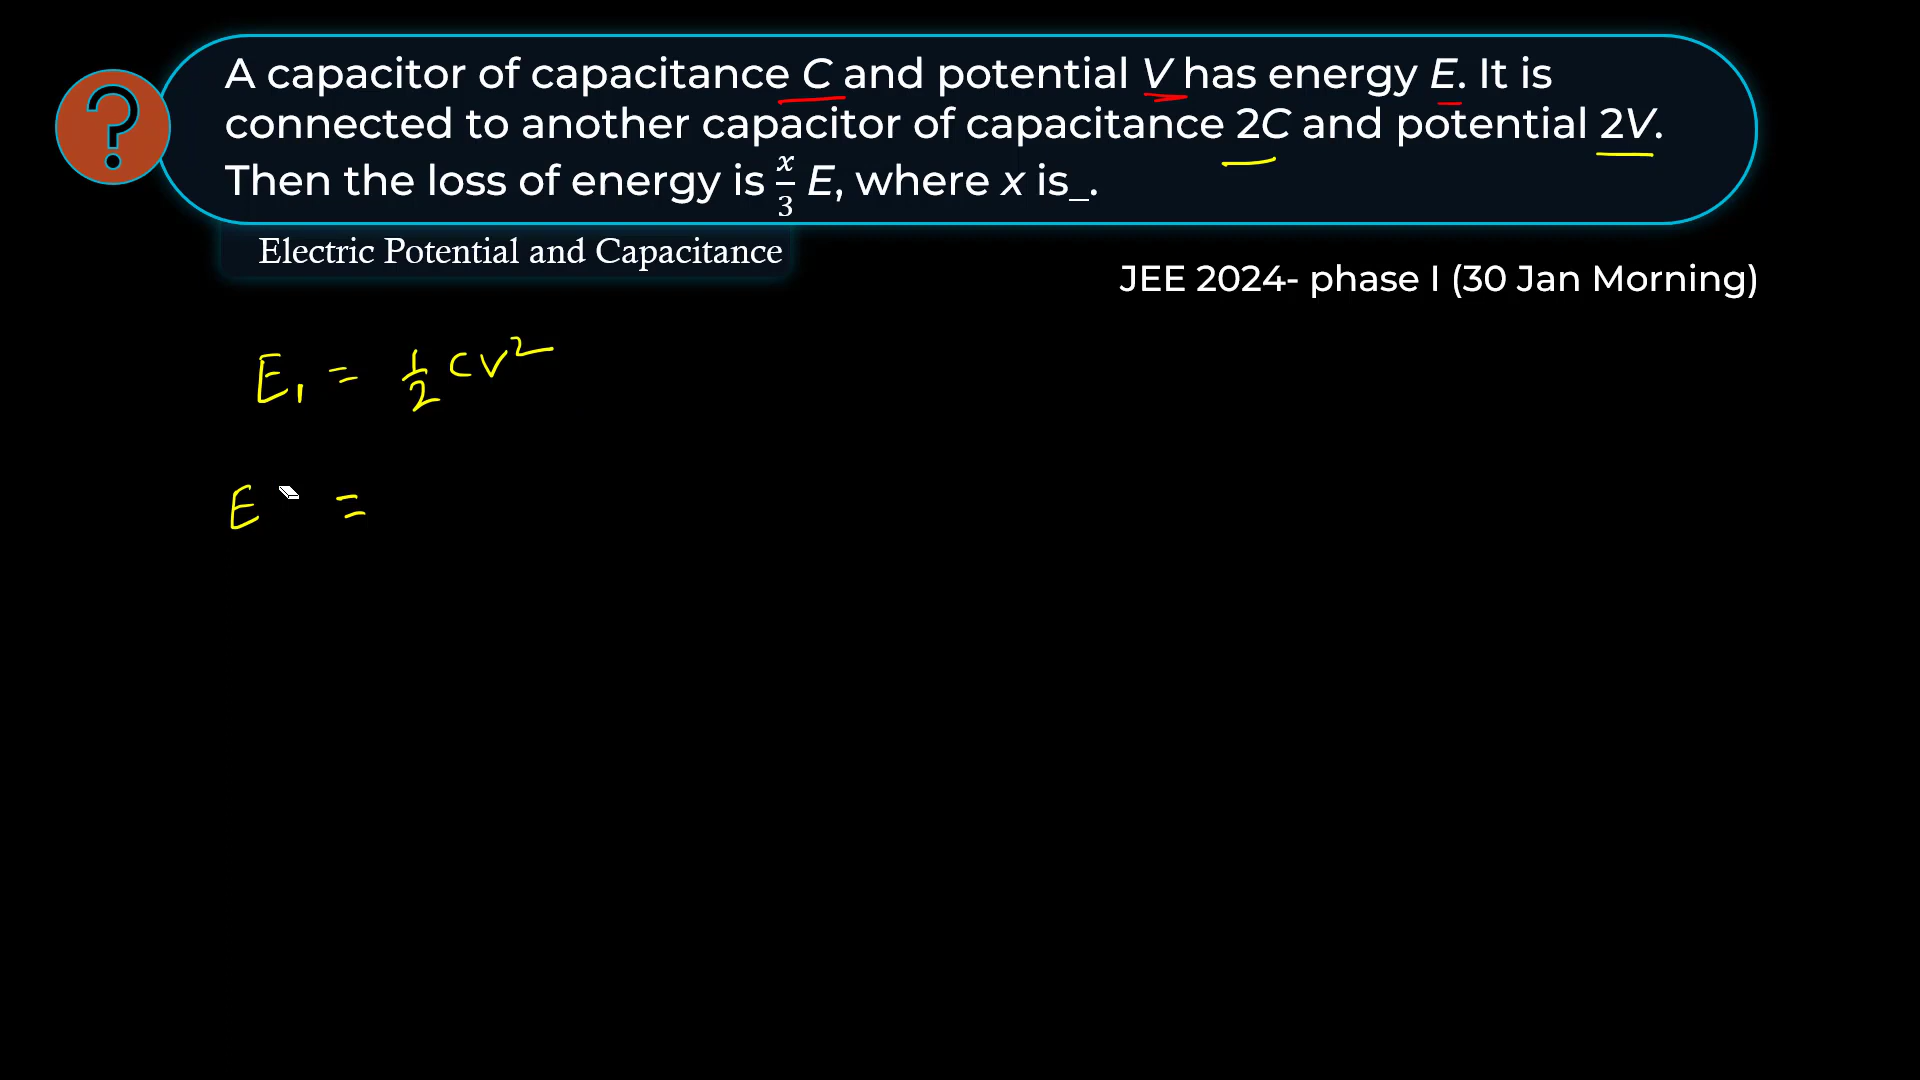 A capacitor of capacitance C and potential V has energy E. It is
connected to another capacitor of capacitance 2C and potential 2V.
Then the loss of energy is x/3 E, where x is_.
Electric Potential and Capacitance
JEE 2024- phase I (30 Jan Morning)
E₁ = 1/2 CV²
E =